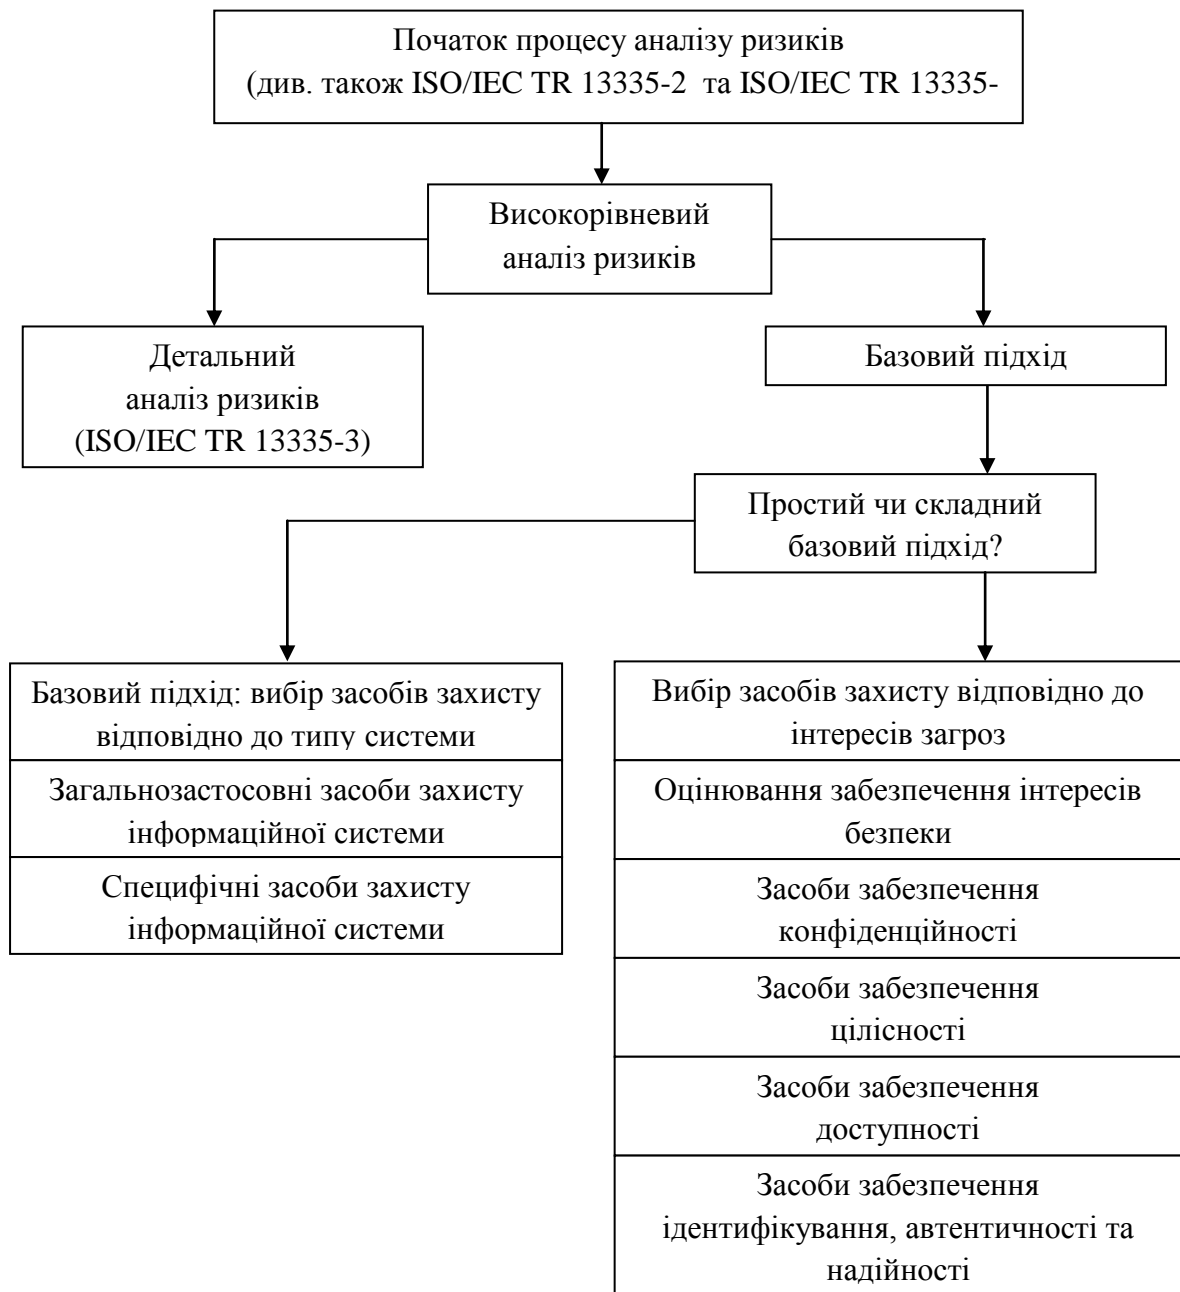 Початок процесу аналізу ризиків
(див. також ISO/IEC TR 13335-2 та ISO/IEC TR 13335-
Високорівневий
аналіз ризиків
Детальний
аналіз ризиків
(ISO/IEC TR 13335-3)
Базовий підхід
Простий чи складний
базовий підхід?
Базовий підхід: вибір засобів захисту
відповідно до типу системи
Загальнозастосовні засоби захисту
інформаційної системи
Специфічні засоби захисту
інформаційної системи
Вибір засобів захисту відповідно до
інтересів загроз
Оцінювання забезпечення інтересів
безпеки
Засоби забезпечення
конфіденційності
Засоби забезпечення
цілісності
Засоби забезпечення
доступності
Засоби забезпечення
ідентифікування, автентичності та
надійності